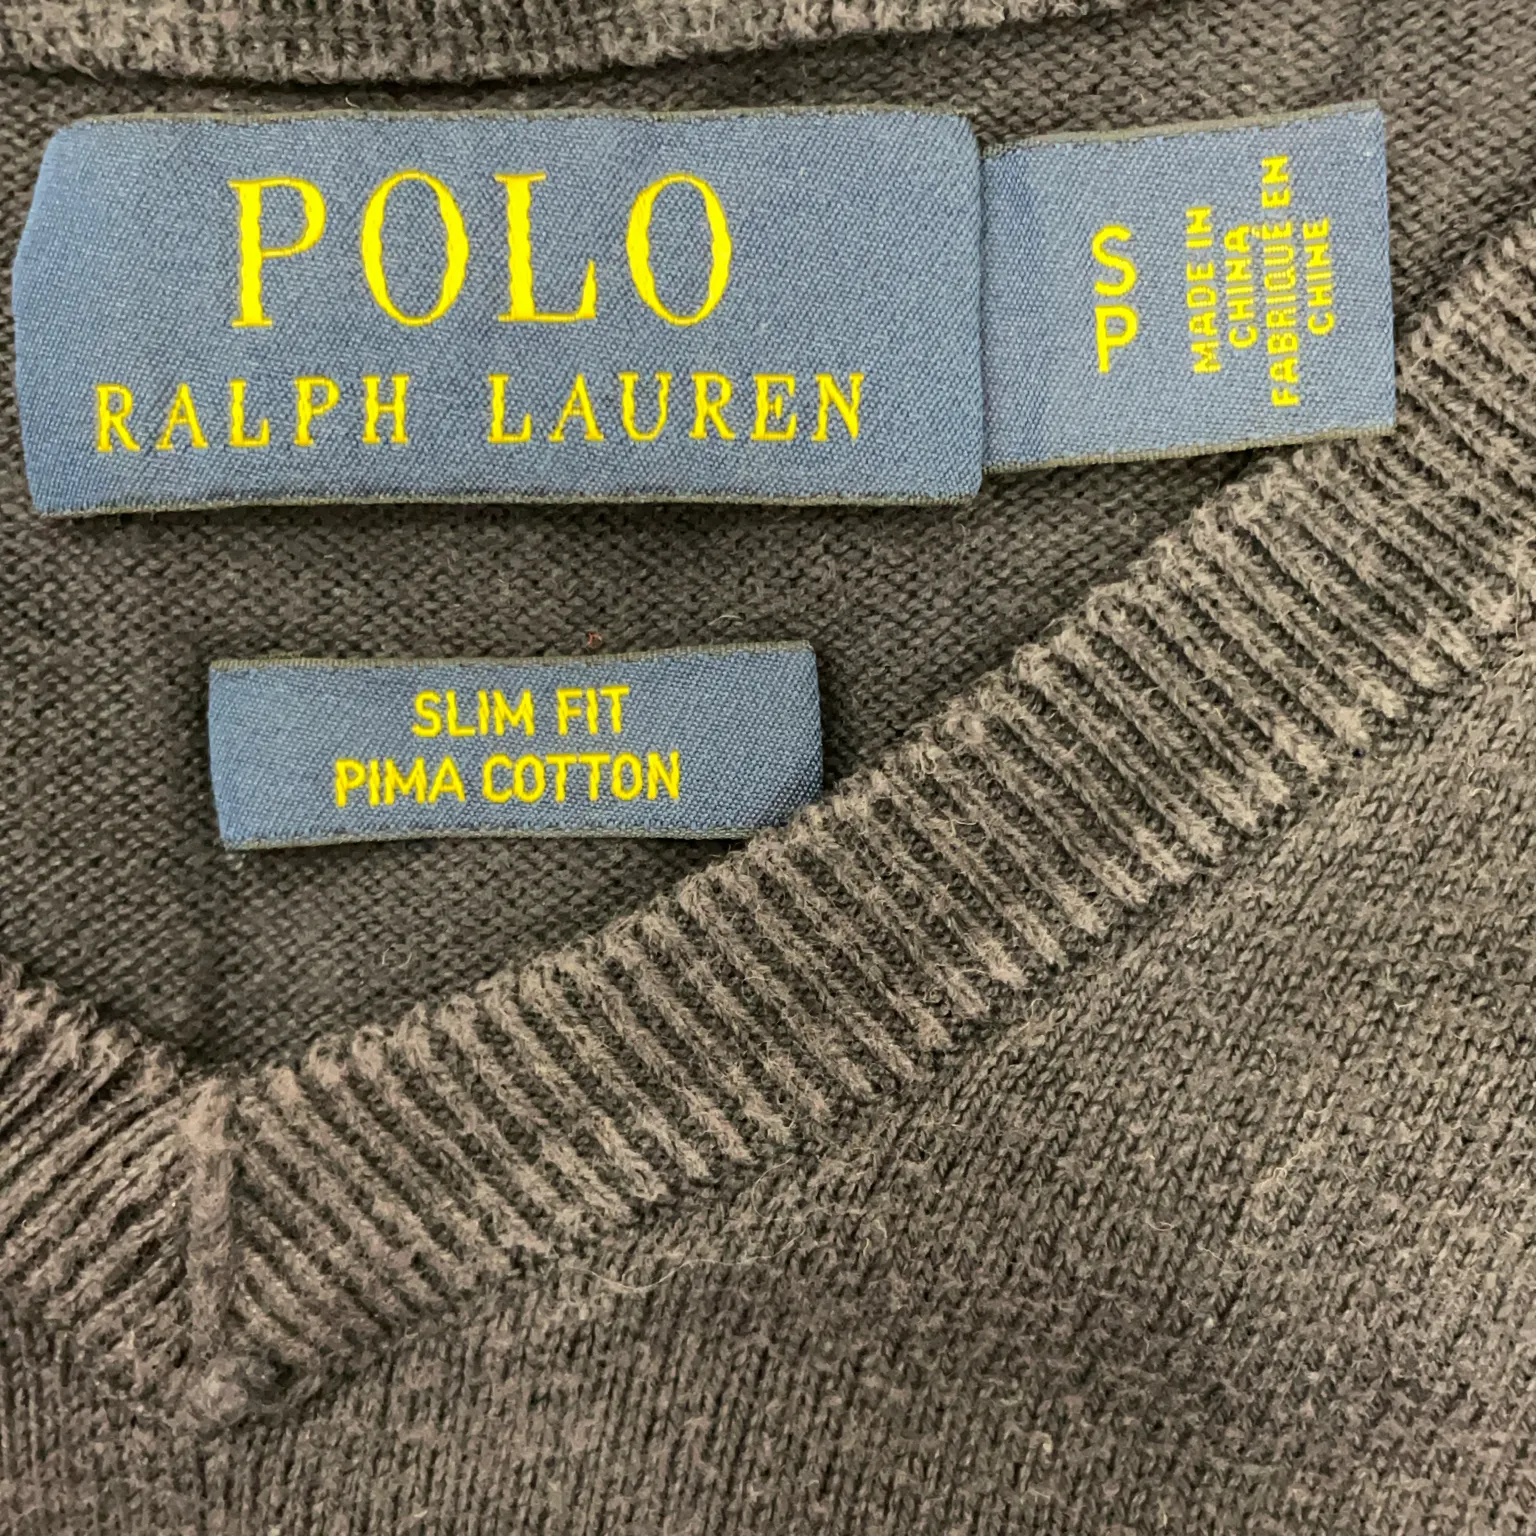 POLO
RALPH LAUREN
S
P
MADE IN
CHINA
FABRIQUÉ EN
CHINE
SLIM FIT
PIMA COTTON